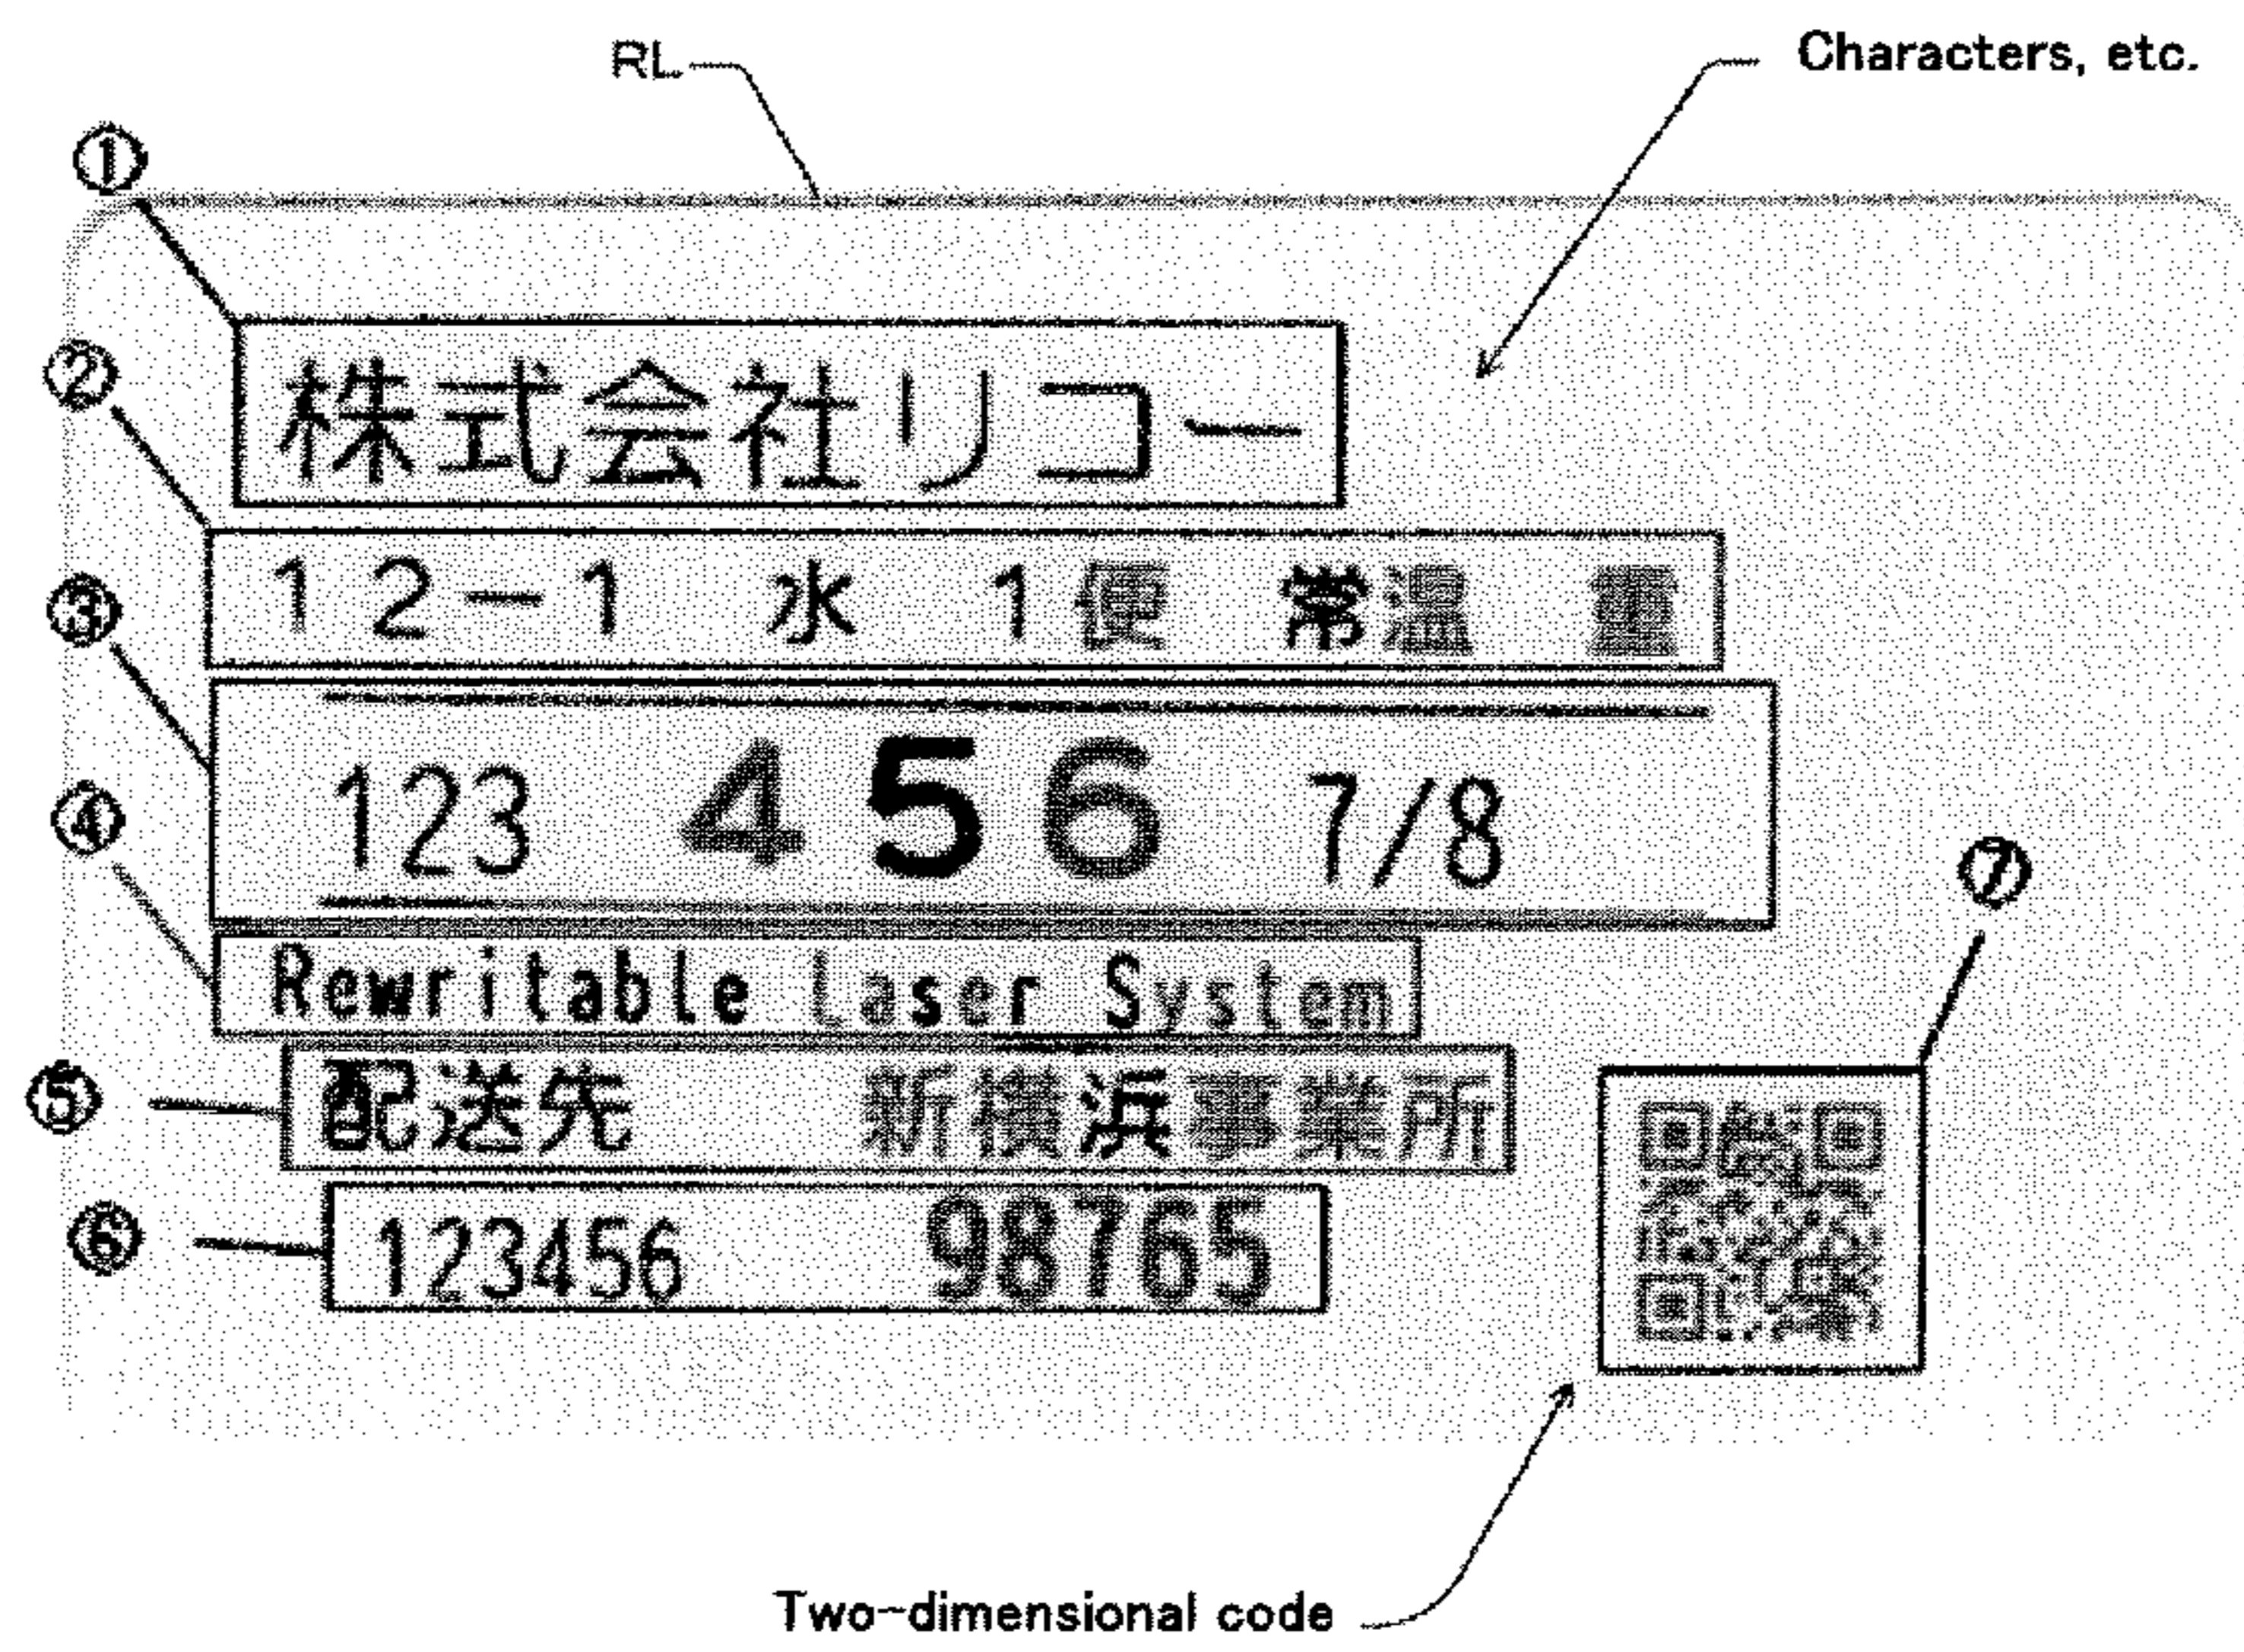 RL
Characters, etc.
①
株式会社リコー
②
12-1 水 1便 常温
③
123 456 7/8
④
Rewritable Laser System
⑤
配送先 新横浜事業所
⑥
123456 98765
⑦
Two-dimensional code